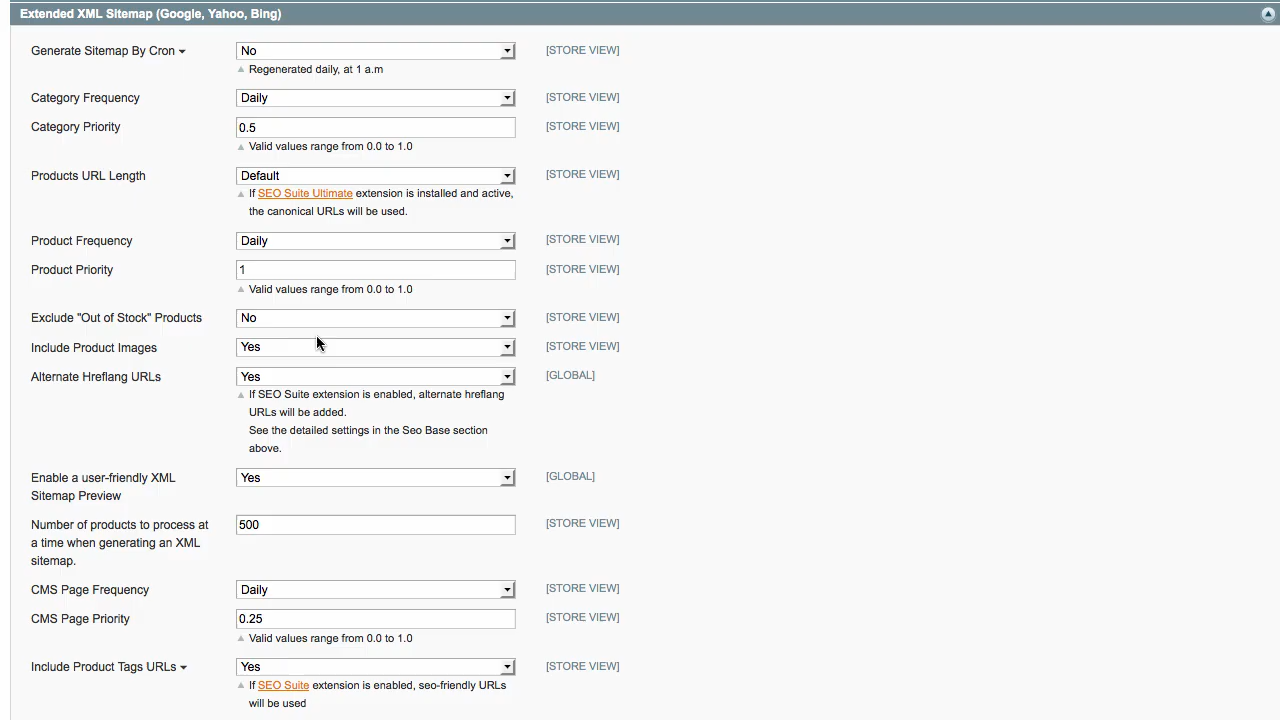 Extended XML Sitemap (Google, Yahoo, Bing)
Generate Sitemap By Cron No [STORE VIEW]
Regenerated daily, at 1 a.m
Category Frequency Daily [STORE VIEW]
Category Priority 0.5 [STORE VIEW]
Valid values range from 0.0 to 1.0
Products URL Length Default [STORE VIEW]
If SEO Suite Ultimate extension is installed and active,
the canonical URLs will be used.
Product Frequency Daily [STORE VIEW]
Product Priority 1 [STORE VIEW]
Valid values range from 0.0 to 1.0
Exclude "Out of Stock" Products No [STORE VIEW]
Include Product Images Yes [STORE VIEW]
Alternate Hreflang URLs Yes [GLOBAL]
If SEO Suite extension is enabled, alternate hreflang
URLs will be added.
See the detailed settings in the Seo Base section
above.
Enable a user-friendly XML Yes [GLOBAL]
Sitemap Preview
Number of products to process at 500 [STORE VIEW]
a time when generating an XML
sitemap.
CMS Page Frequency Daily [STORE VIEW]
CMS Page Priority 0.25 [STORE VIEW]
Valid values range from 0.0 to 1.0
Include Product Tags URLs Yes [STORE VIEW]
If SEO Suite extension is enabled, seo-friendly URLs
will be used